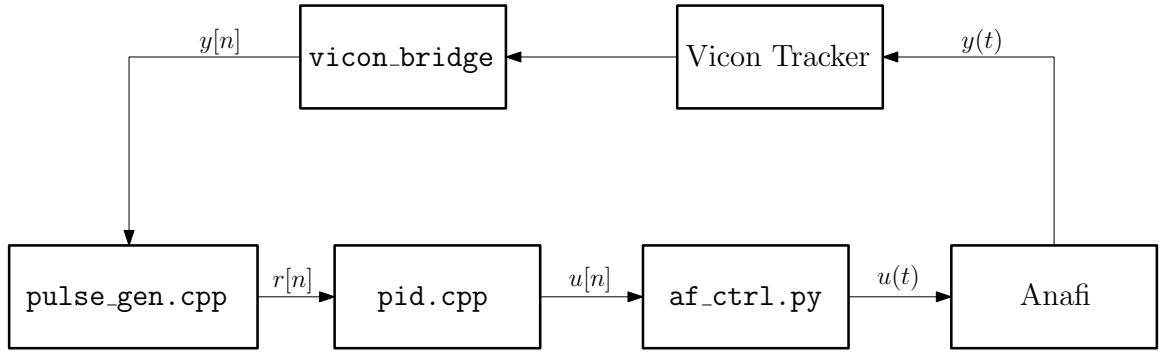 y[n]
vicon_bridge
Vicon Tracker
y(t)
pulse_gen.cpp
r[n]
pid.cpp
u[n]
af_ctrl.py
u(t)
Anafi